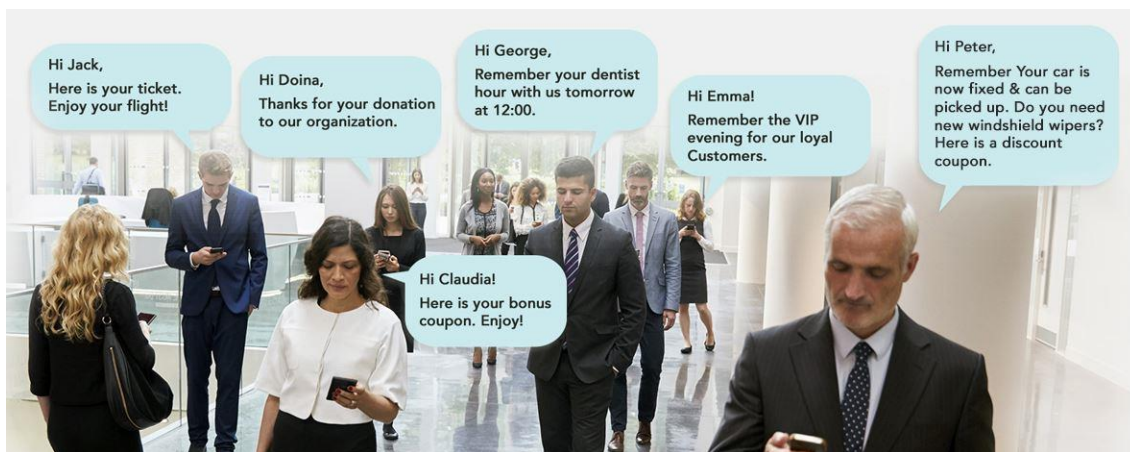 Hi Jack,
Here is your ticket.
Enjoy your flight!
Hi Doina,
Thanks for your donation
to our organization.
Hi George,
Remember your dentist
hour with us tomorrow
at 12:00.
Hi Emma!
Remember the VIP
evening for our loyal
Customers.
Hi Peter,
Remember Your car is
now fixed & can be
picked up. Do you need
new windshield wipers?
Here is a discount
coupon.
Hi Claudia!
Here is your bonus
coupon. Enjoy!